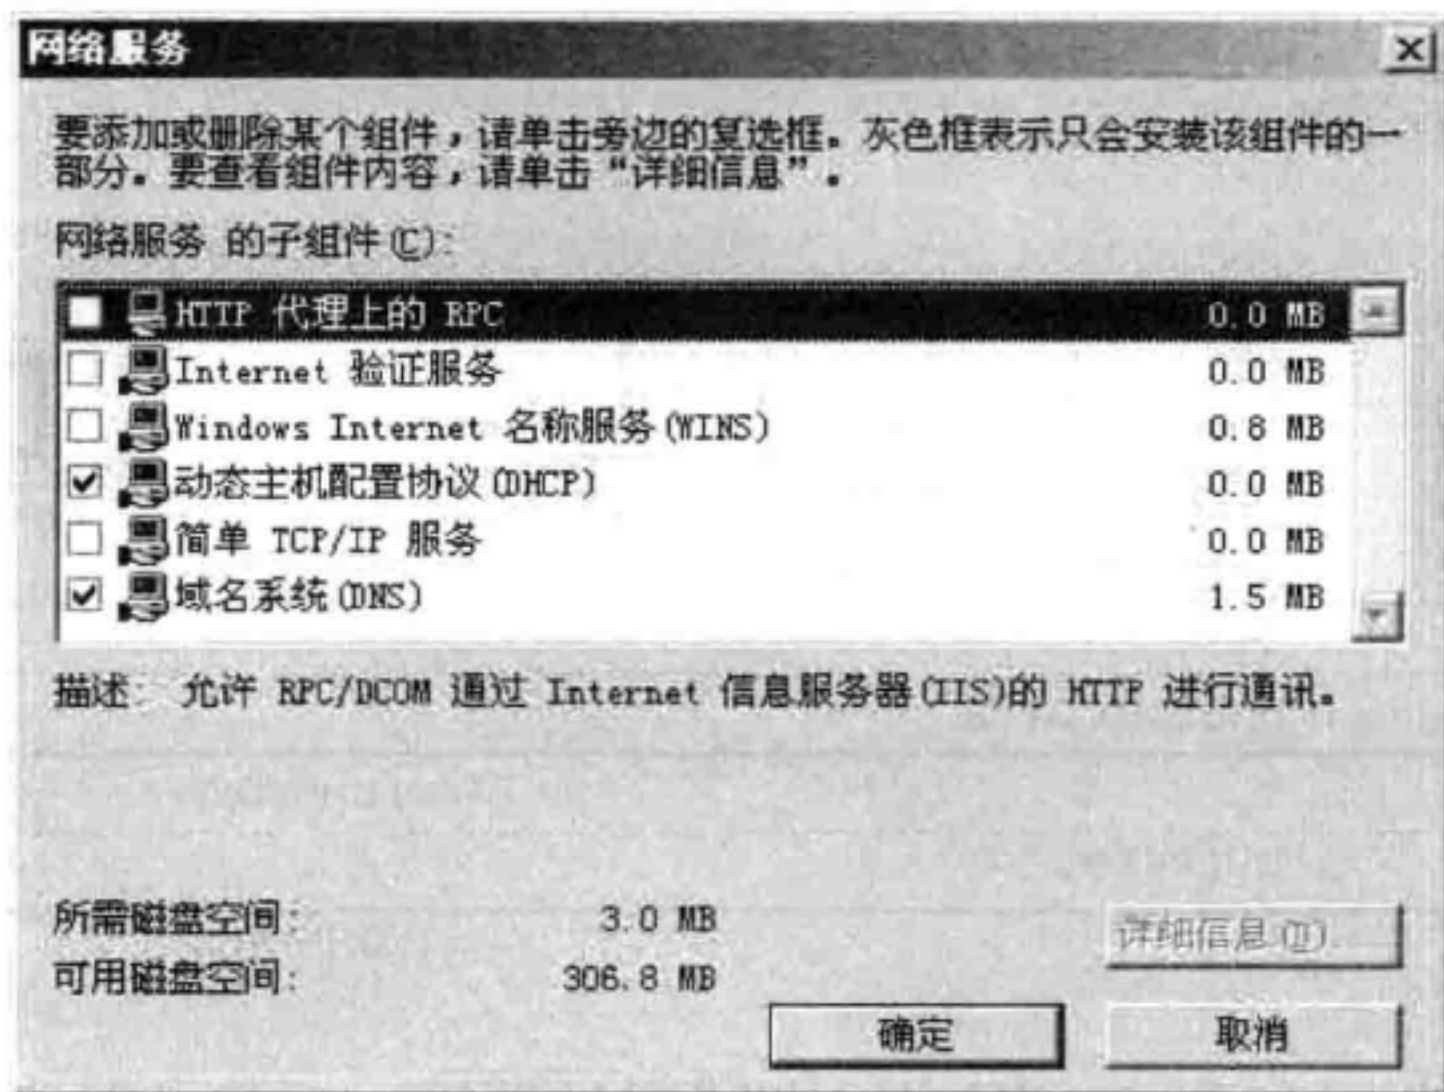 网络服务
要添加或删除某个组件，请单击旁边的复选框。灰色框表示只会安装该组件的一
部分。要查看组件内容，请单击“详细信息”。
网络服务 的子组件(C):
HTTP 代理上的 RPC 0.0 MB
Internet 验证服务 0.0 MB
Windows Internet 名称服务(WINS) 0.8 MB
动态主机配置协议(DHCP) 0.0 MB
简单 TCP/IP 服务 0.0 MB
域名系统(DNS) 1.5 MB
描述: 允许 RPC/DCOM 通过 Internet 信息服务器(IIS)的 HTTP 进行通讯。
所需磁盘空间: 3.0 MB
详细信息(D)
可用磁盘空间: 306.8 MB
确定 取消